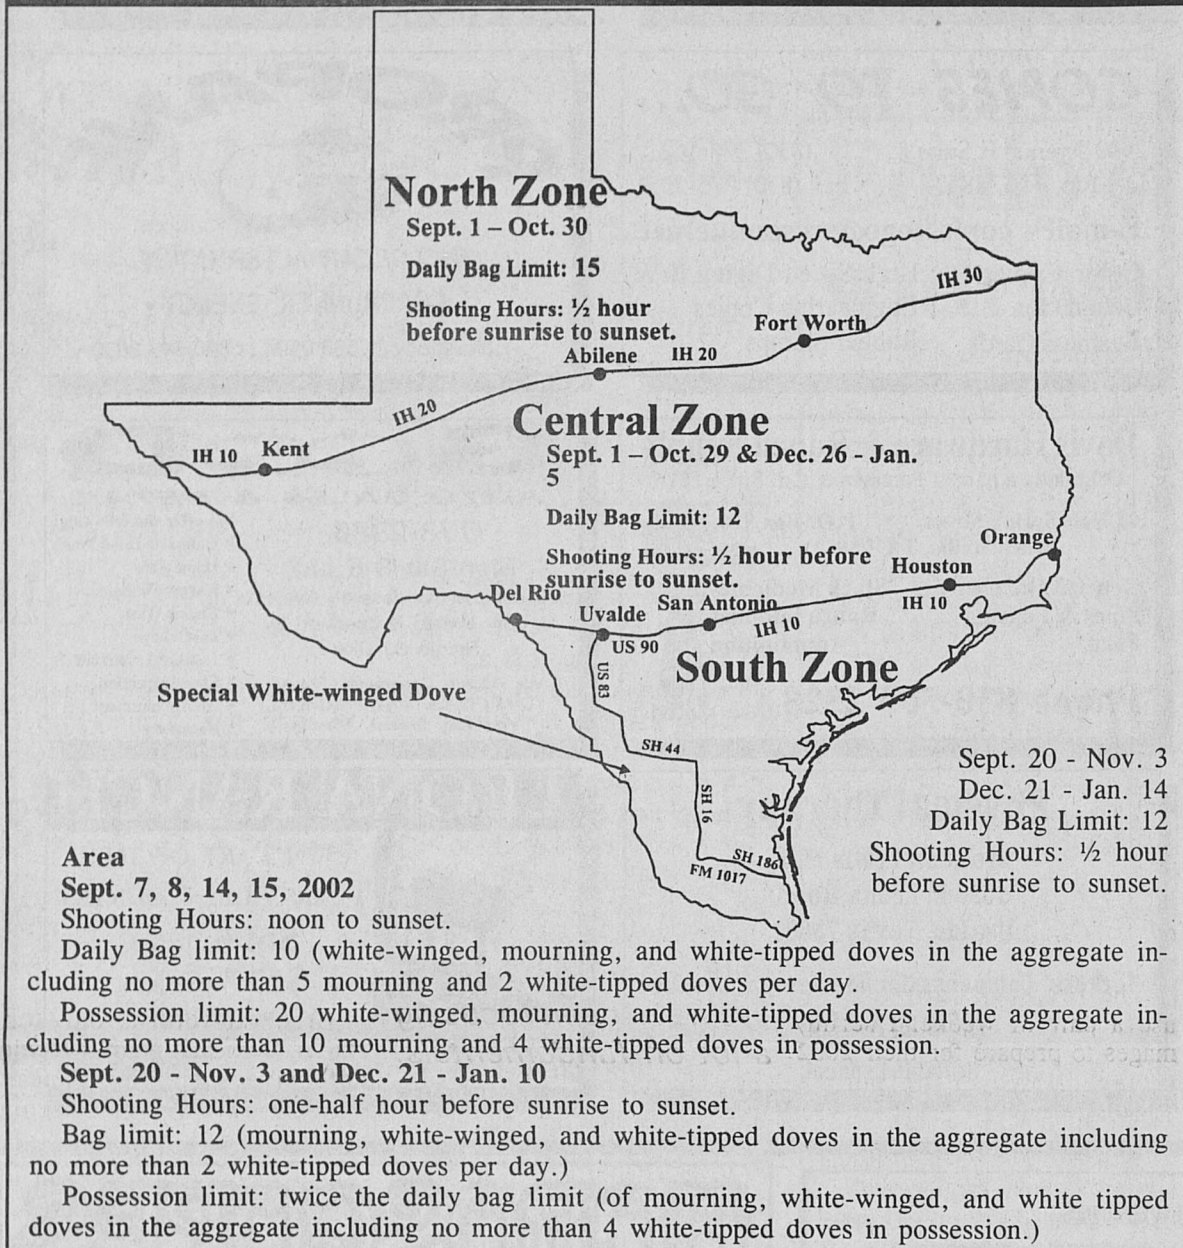 North Zone
Sept. 1 – Oct. 30
Daily Bag Limit: 15
Shooting Hours: ½ hour
before sunrise to sunset.
IH 30
Fort Worth
Abilene
IH 20
IH 20
IH 10
Kent
Central Zone
Sept. 1 – Oct. 29 & Dec. 26 - Jan.
5
Daily Bag Limit: 12
Shooting Hours: ½ hour before
sunrise to sunset.
Orange
Houston
IH 10
Del Rio
Uvalde
San Antonio
IH 10
US 90
US 83
South Zone
Special White-winged Dove
SH 44
SH 16
SH 186
FM 1017
Sept. 20 - Nov. 3
Dec. 21 - Jan. 14
Daily Bag Limit: 12
Shooting Hours: ½ hour
before sunrise to sunset.
Area
Sept. 7, 8, 14, 15, 2002
Shooting Hours: noon to sunset.
Daily Bag limit: 10 (white-winged, mourning, and white-tipped doves in the aggregate in-
cluding no more than 5 mourning and 2 white-tipped doves per day.
Possession limit: 20 white-winged, mourning, and white-tipped doves in the aggregate in-
cluding no more than 10 mourning and 4 white-tipped doves in possession.
Sept. 20 - Nov. 3 and Dec. 21 - Jan. 10
Shooting Hours: one-half hour before sunrise to sunset.
Bag limit: 12 (mourning, white-winged, and white-tipped doves in the aggregate including
no more than 2 white-tipped doves per day.)
Possession limit: twice the daily bag limit (of mourning, white-winged, and white tipped
doves in the aggregate including no more than 4 white-tipped doves in possession.)